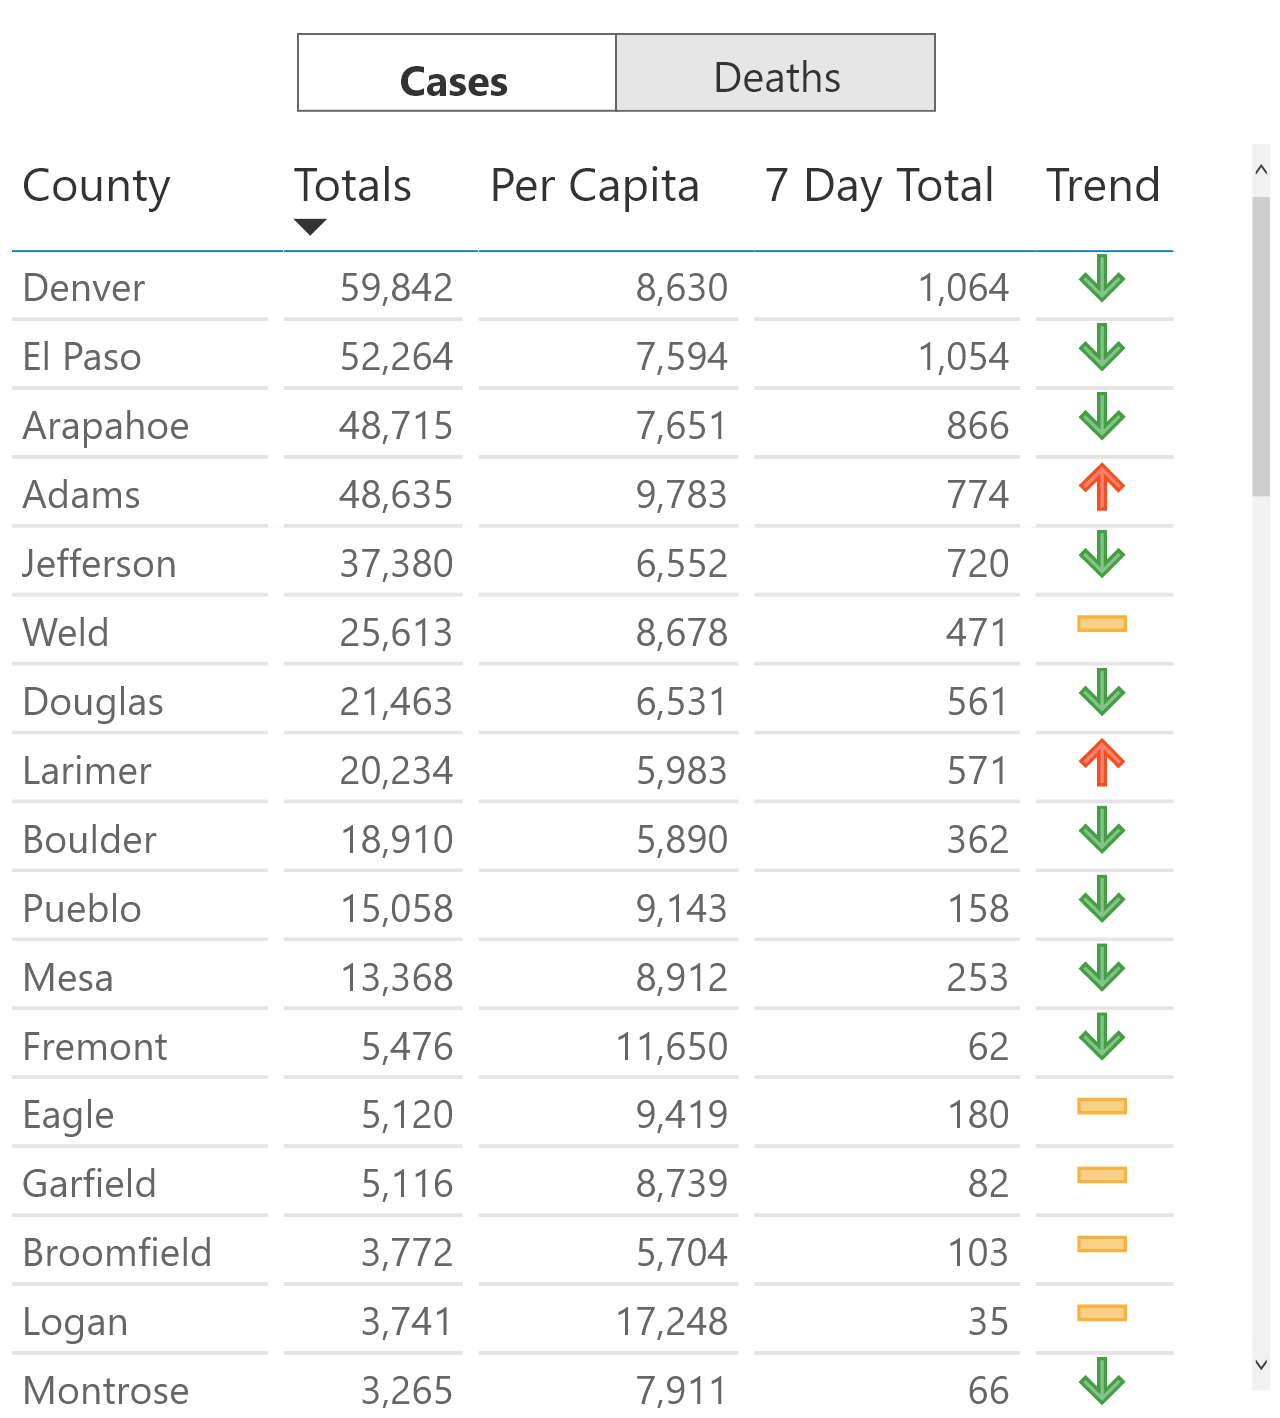 Cases Deaths
County Totals Per Capita 7 Day Total Trend
Denver 59,842 8,630 1,064
El Paso 52,264 7,594 1,054
Arapahoe 48,715 7,651 866
Adams 48,635 9,783 774
Jefferson 37,380 6,552 720
Weld 25,613 8,678 471
Douglas 21,463 6,531 561
Larimer 20,234 5,983 571
Boulder 18,910 5,890 362
Pueblo 15,058 9,143 158
Mesa 13,368 8,912 253
Fremont 5,476 11,650 62
Eagle 5,120 9,419 180
Garfield 5,116 8,739 82
Broomfield 3,772 5,704 103
Logan 3,741 17,248 35
Montrose 3,265 7,911 66